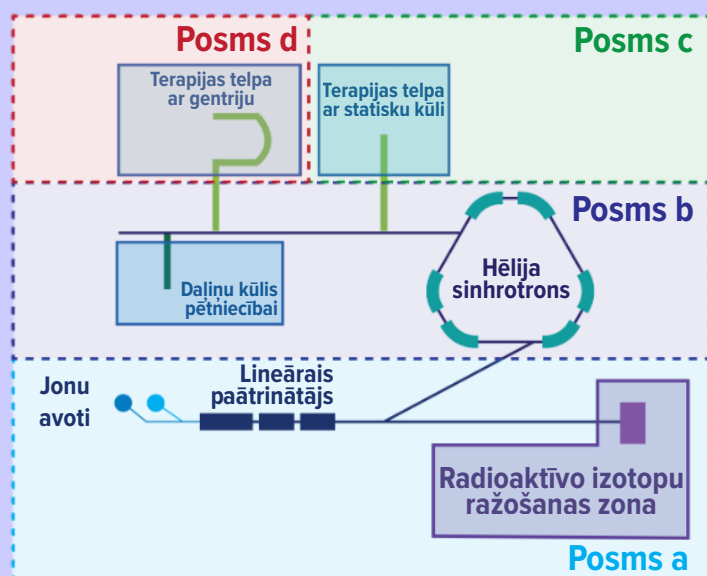 Posms d
Posms c
Terapijas telpa
ar gentriju
Terapijas telpa
ar statisku kūli
Posms b
Hēlija
sinhrotrons
Daļiņu kūlis
pētniecībai
Jonu
avoti
Lineārais
paātrinātājs
Radioaktīvo izotopu
ražošanas zona
Posms a